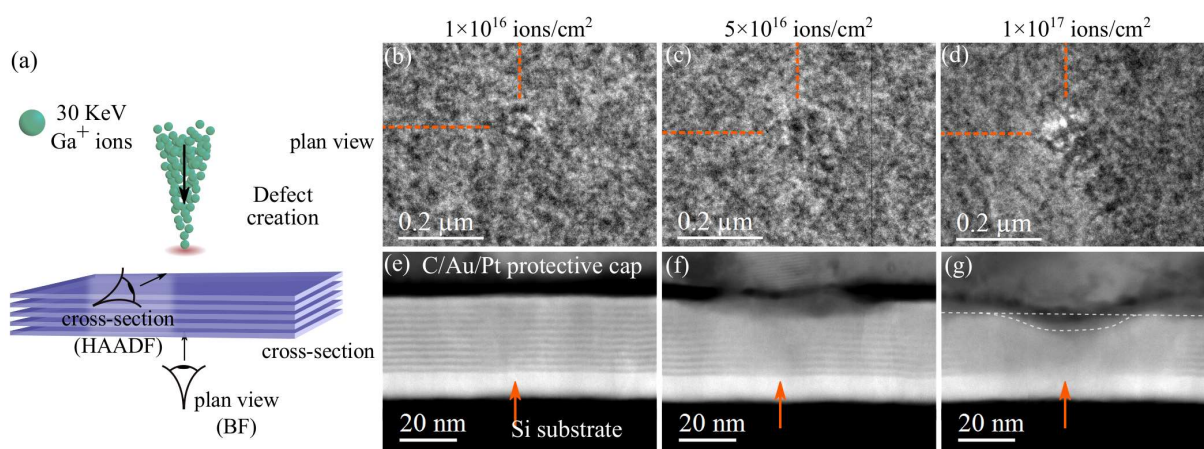 1×10¹⁶ ions/cm²
5×10¹⁶ ions/cm²
1×10¹⁷ ions/cm²
(a)
30 KeV
Ga⁺ ions
plan view
Defect
creation
cross-section
(HAADF)
cross-section
plan view
(BF)
(b)
0.2 µm
(c)
0.2 µm
(d)
0.2 µm
(e) C/Au/Pt protective cap
20 nm
Si substrate
(f)
20 nm
(g)
20 nm